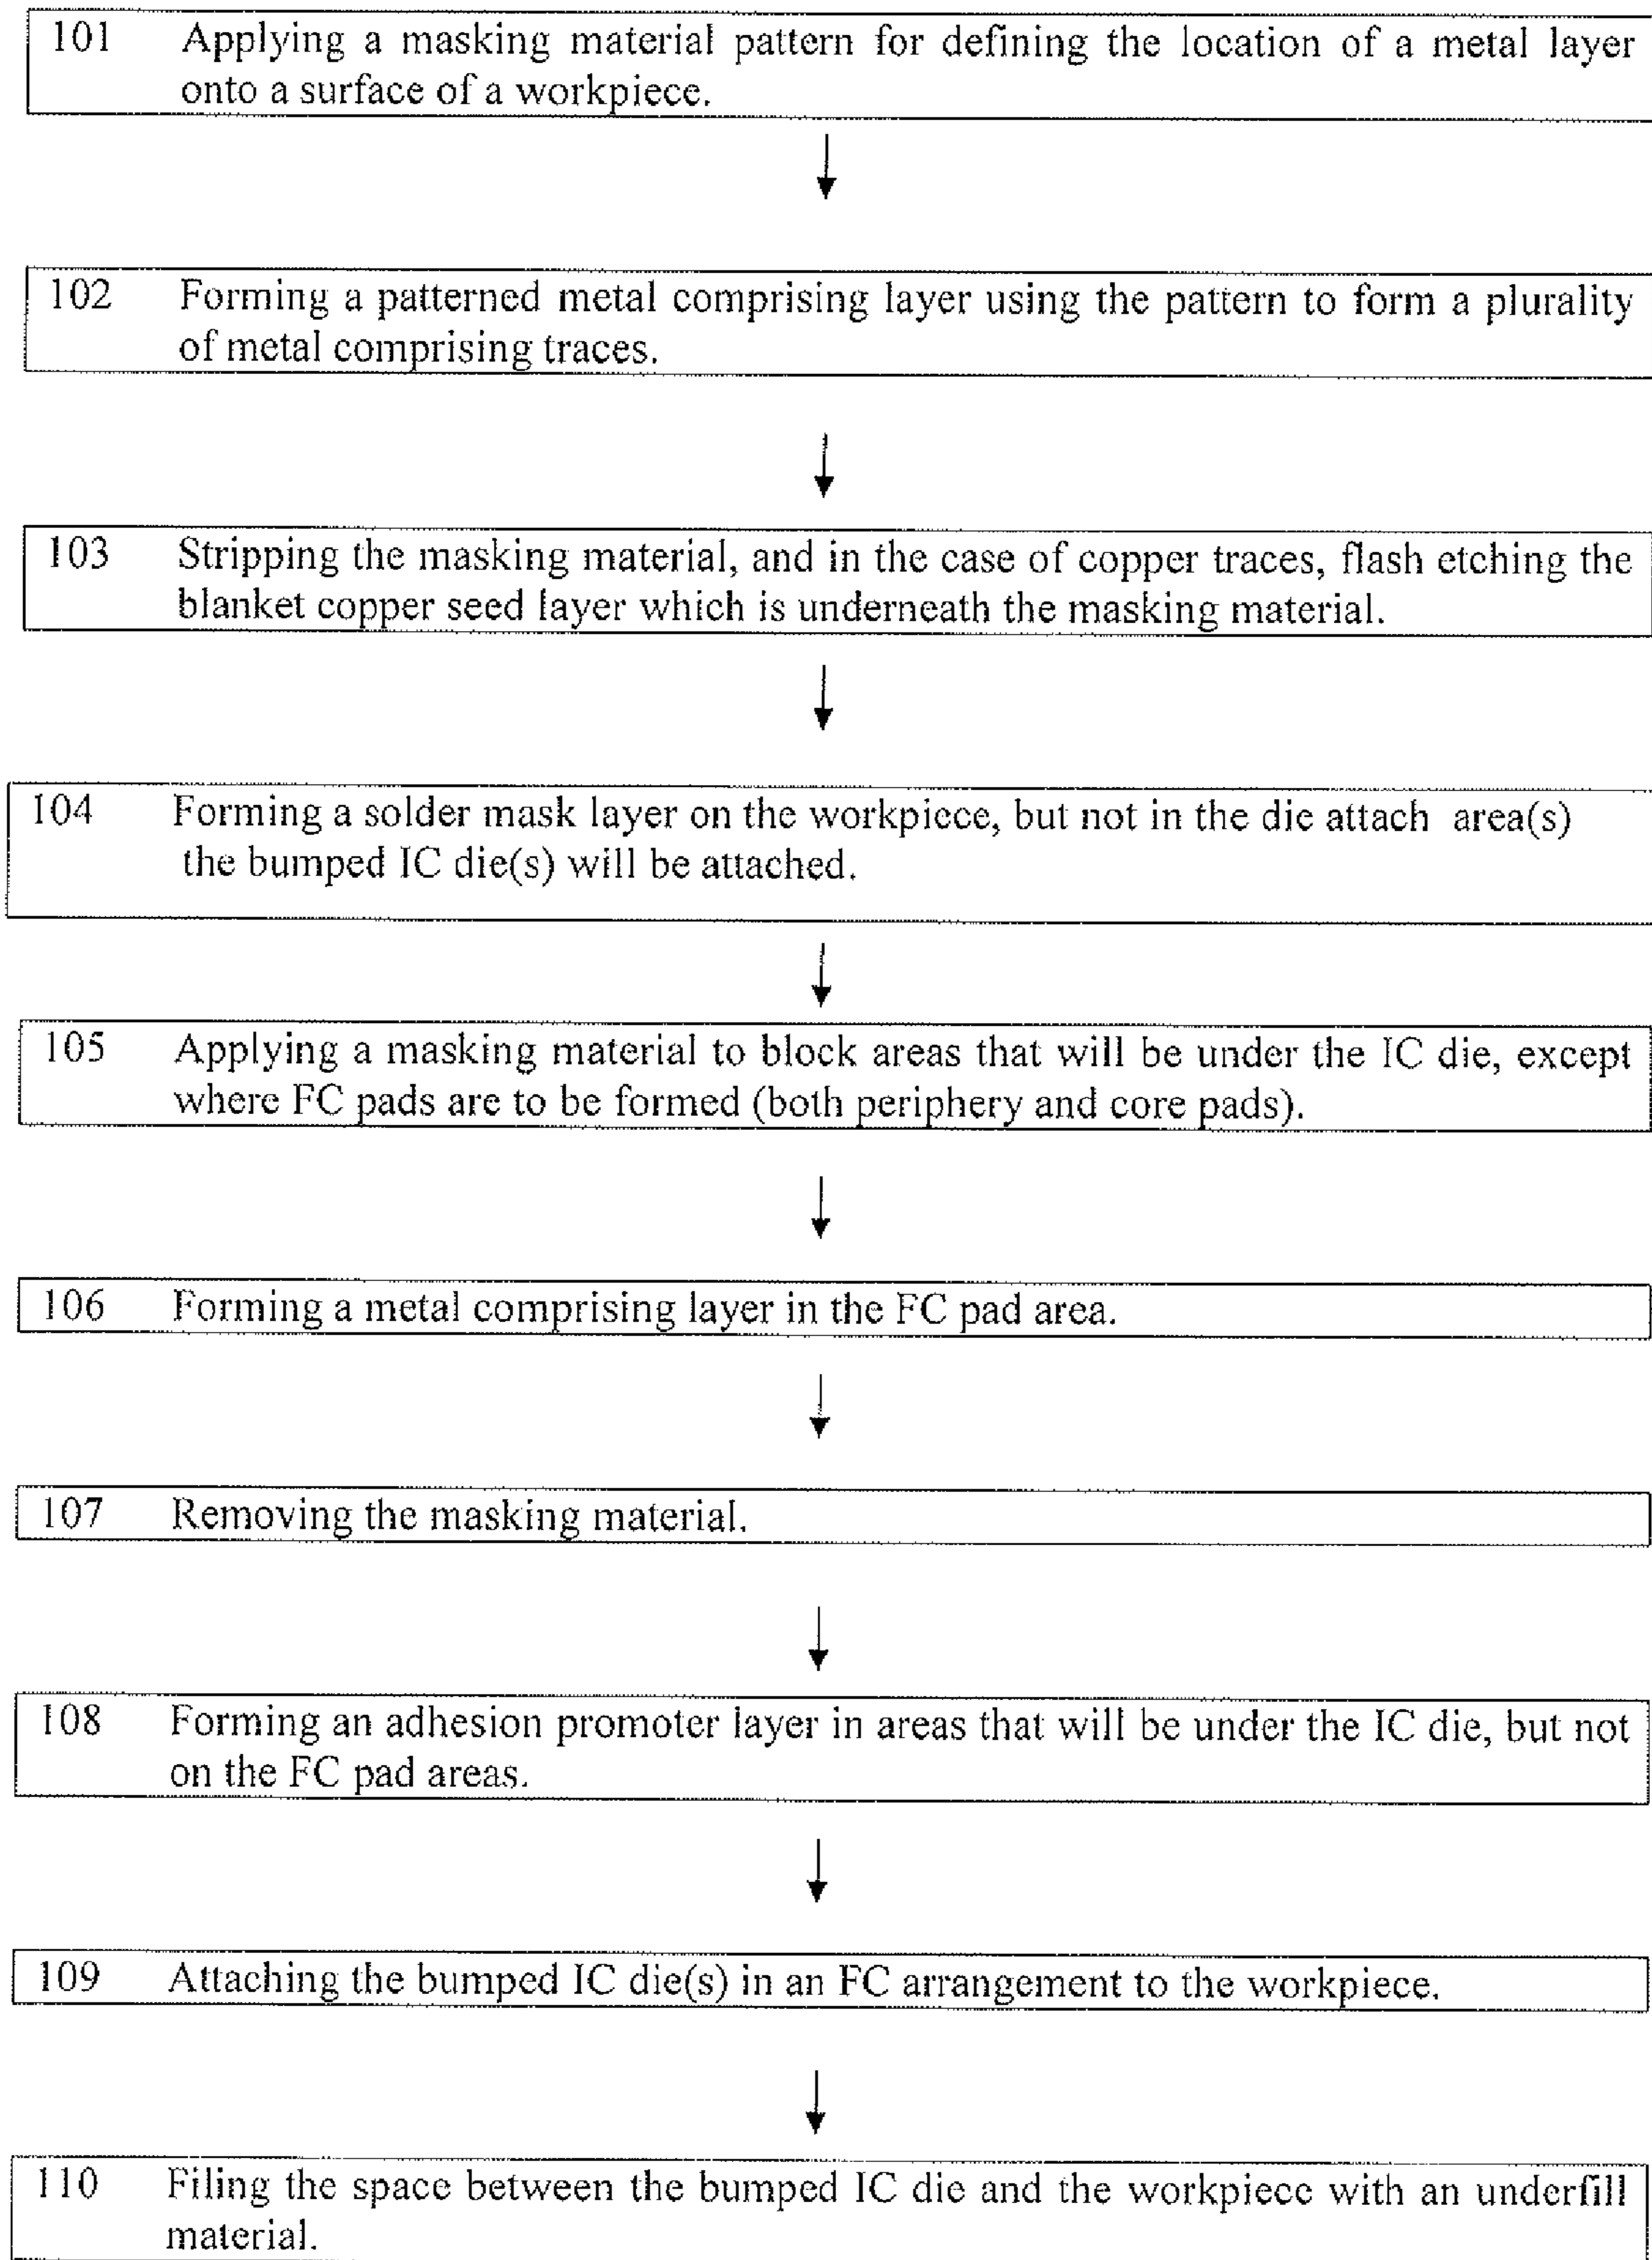 101 Applying a masking material pattern for defining the location of a metal layer
onto a surface of a workpiece.
102 Forming a patterned metal comprising layer using the pattern to form a plurality
of metal comprising traces.
103 Stripping the masking material, and in the case of copper traces, flash etching the
blanket copper seed layer which is underneath the masking material.
104 Forming a solder mask layer on the workpiece, but not in the die attach area(s)
the bumped IC die(s) will be attached.
105 Applying a masking material to block areas that will be under the IC die, except
where FC pads are to be formed (both periphery and core pads).
106 Forming a metal comprising layer in the FC pad area.
107 Removing the masking material.
108 Forming an adhesion promoter layer in areas that will be under the IC die, but not
on the FC pad areas.
109 Attaching the bumped IC die(s) in an FC arrangement to the workpiece.
110 Filing the space between the bumped IC die and the workpiece with an underfill
material.